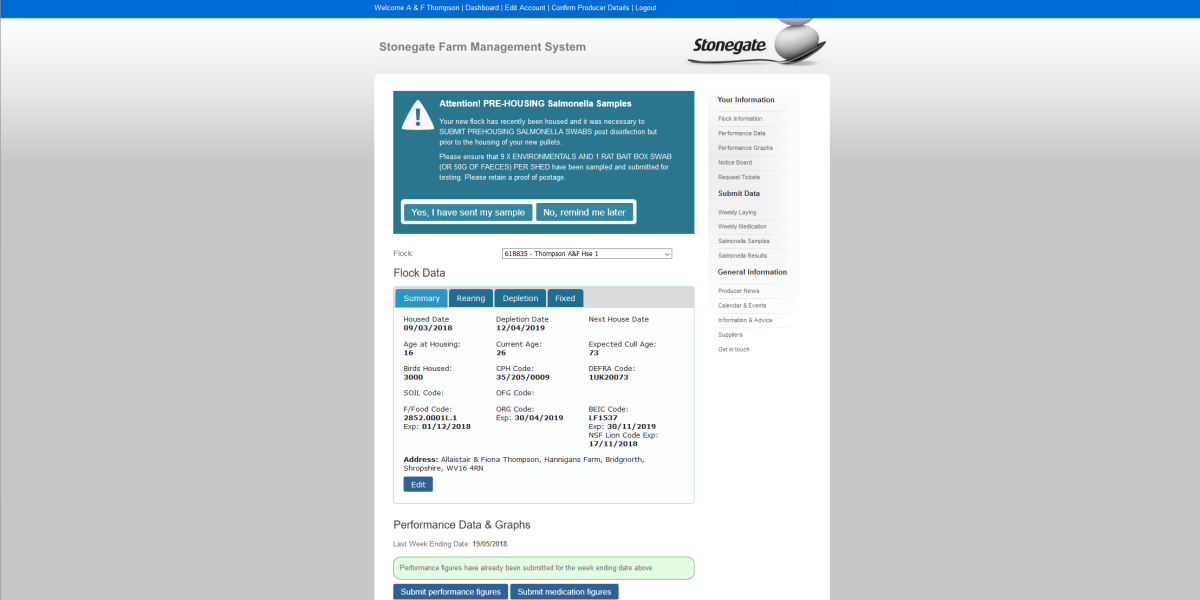 Welcome A & F Thompson | Dashboard | Edit Account | Confirm Producer Details | Logout
Stonegate Farm Management System
Stonegate
Attention! PRE-HOUSING Salmonella Samples
Your new flock has recently been housed and it was necessary to
SUBMIT PREHOUSING SALMONELLA SWABS post disinfection but
prior to the housing of your new pullets.
Please ensure that 9 X ENVIRONMENTALS AND 1 RAT BAIT BOX SWAB
(OR 50G OF FAECES) PER SHED have been sampled and submitted for
testing. Please retain a proof of postage.
Yes, I have sent my sample
No, remind me later
Flock:
618835 - Thompson A&F Hse 1
Flock Data
Summary
Rearing
Depletion
Fixed
Housed Date
09/03/2018
Depletion Date
12/04/2019
Next House Date
Age at Housing:
16
Current Age:
26
Expected Cull Age:
73
Birds Housed:
3000
CPH Code:
35/205/0009
DEFRA Code:
1UK20073
SOIL Code:
OFG Code:
F/Food Code:
2852.0001L.1
Exp: 01/12/2018
ORG Code:
Exp: 30/04/2019
BEIC Code:
LF1537
Exp: 30/11/2019
NSF Lion Code Exp:
17/11/2018
Address: Allaistair & Fiona Thompson, Hannigans Farm, Bridgnorth,
Shropshire, WV16 4RN
Edit
Performance Data & Graphs
Last Week Ending Date: 19/05/2018.
Performance figures have already been submitted for the week ending date above.
Submit performance figures
Submit medication figures
Your Information
Flock Information
Performance Data
Performance Graphs
Notice Board
Request Tickets
Submit Data
Weekly Laying
Weekly Medication
Salmonella Samples
Salmonella Results
General Information
Producer News
Calendar & Events
Information & Advice
Suppliers
Get in touch